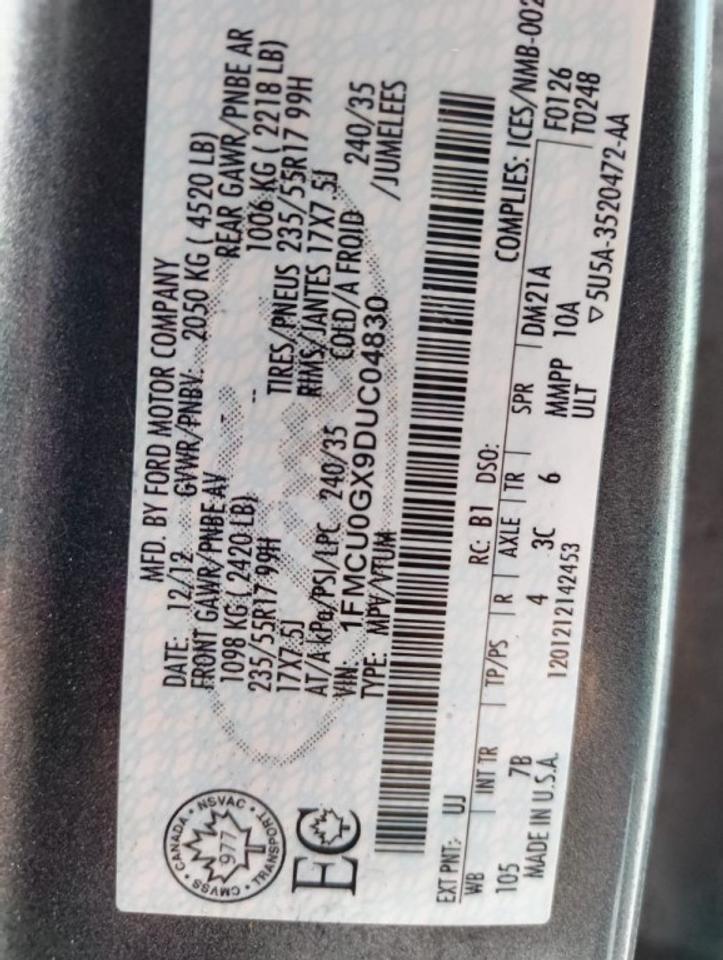 MFD. BY FORD MOTOR COMPANY
DATE: 12/12 GVWR/PNBV: 2050 KG ( 4520 LB)
FRONT GAWR/PNBE AV REAR GAWR/PNBE AR
1098 KG ( 2420 LB) -- 1006 KG ( 2218 LB)
235/55R17 99H TIRES/PNEUS 235/55R17 99H
17X7.5J RIMS/JANTES 17X7.5J
AT/A kPa/PSI/LPC 240/35 COLD/A FROID 240/35
VIN: 1FMCU0GX9DUC04830 /JUMELEES
TYPE: MPV/VTUM
CANADA • NSVAC • TRANSPORT • CMVSS •
977
EC
COMPLIES: ICES/NMB-002
EXT PNT: UJ RC: B1 DSO:
WB INT TR TP/PS R AXLE TR SPR DM21A F0126
105 7B 4 3C 6 MMPP 10A T0248
ULT
MADE IN U.S.A. 1201212142453 ▽ 5U5A-3520472-AA